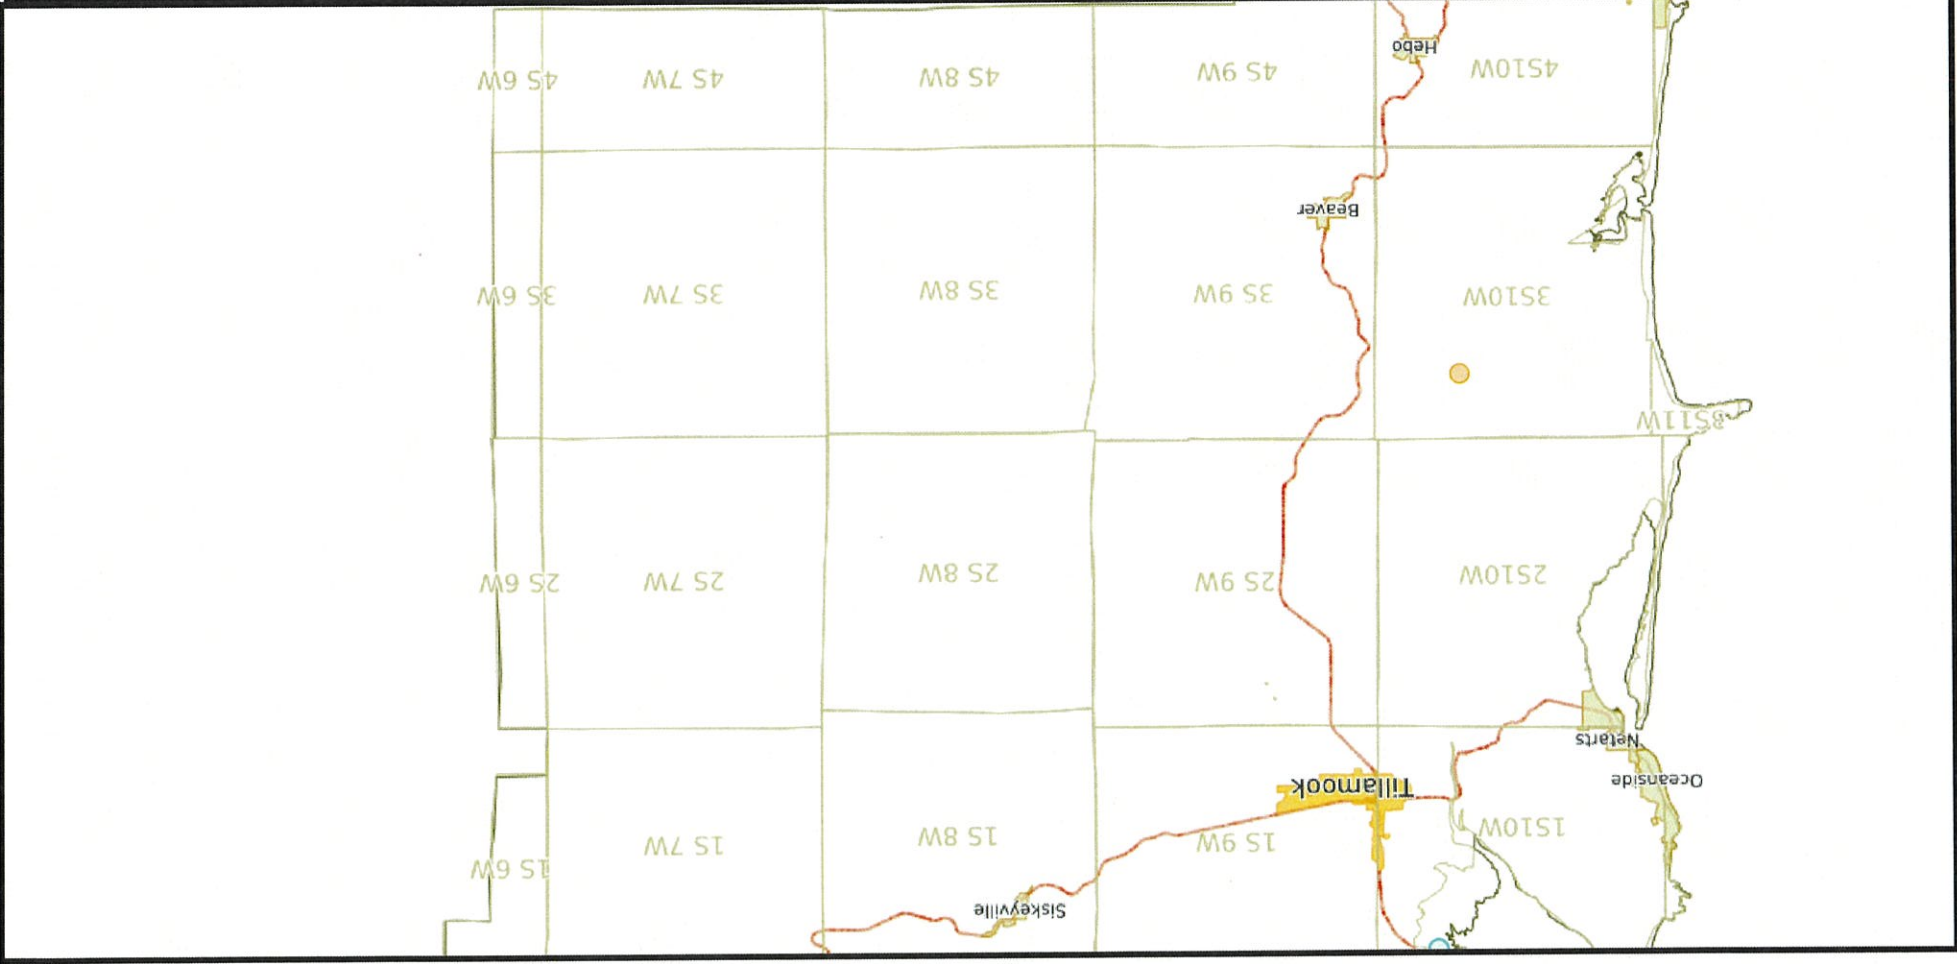 Siskeyville
1S10W
1S 9W
1S 8W
1S 7W
1S 6W
Oceanside
Tillamook
Netarts
2S10W
2S 9W
2S 8W
2S 7W
2S 6W
3S11W
3S10W
3S 9W
3S 8W
3S 7W
3S 6W
Beaver
4S10W
4S 9W
4S 8W
4S 7W
4S 6W
Hebo